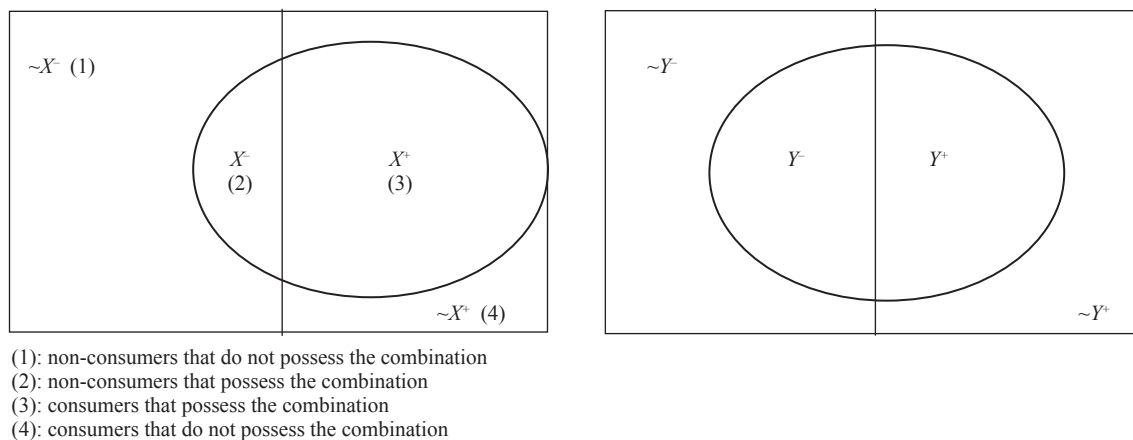 ~X⁻ (1)
~Y⁻
X⁻
(2)
X⁺
(3)
Y⁻
Y⁺
~X⁺ (4)
~Y⁺
(1): non-consumers that do not possess the combination
(2): non-consumers that possess the combination
(3): consumers that possess the combination
(4): consumers that do not possess the combination